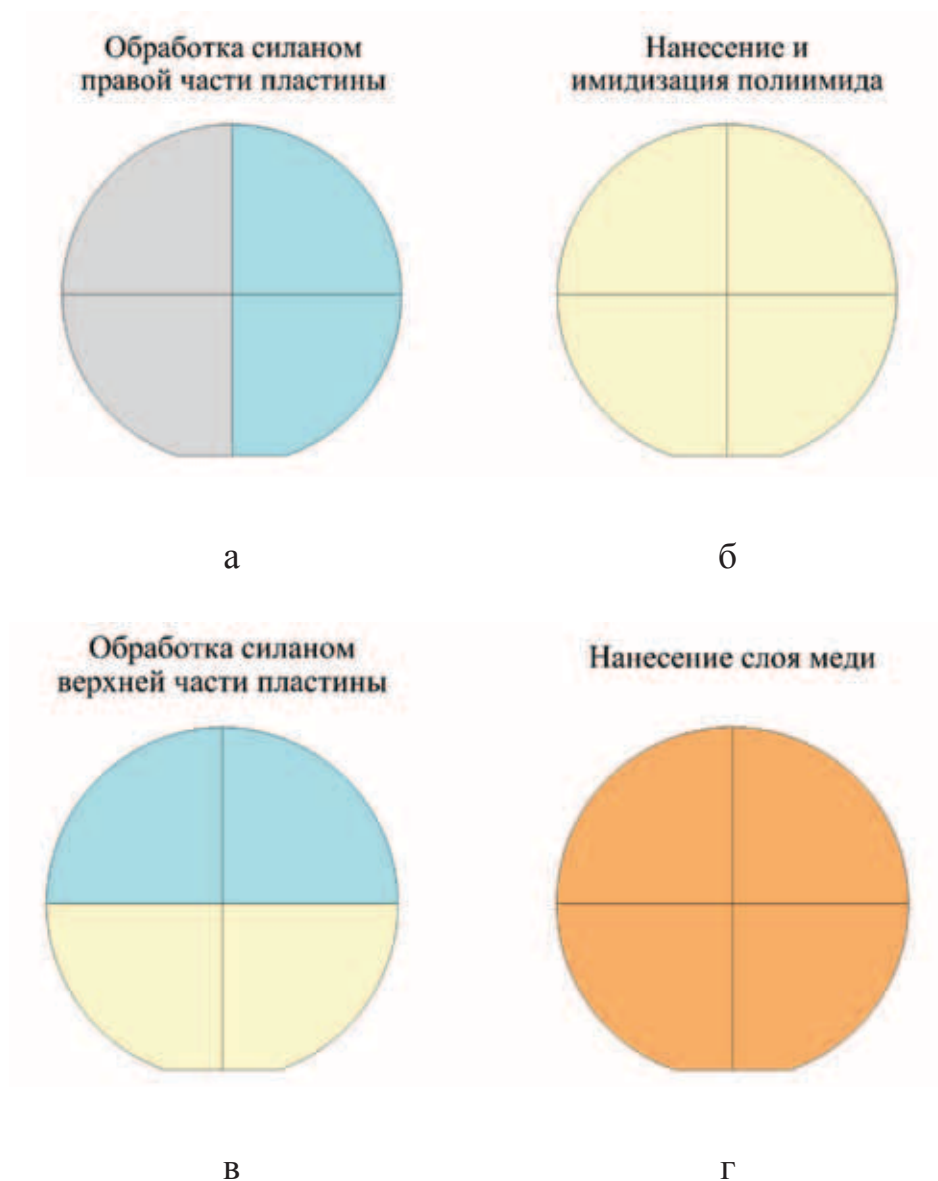 Обработка силаном
правой части пластины
Нанесение и
имидизация полиимида
а
б
Обработка силаном
верхней части пластины
Нанесение слоя меди
в
г